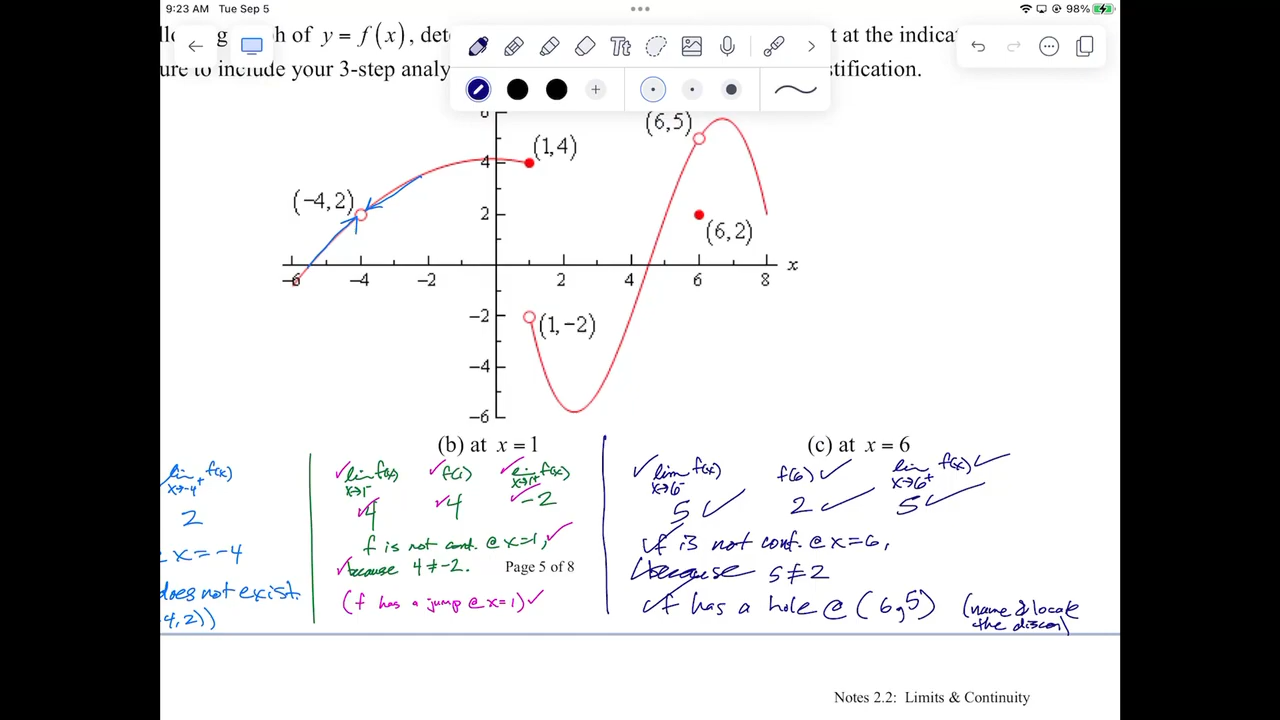 9:23 AM Tue Sep 5
98%
of y = f(x), det
t at the indica
ure to include your 3-step analy
stification.
Tt
6
(6,5)
(1,4)
4
(−4,2)
2
(6,2)
−6 −4 −2 2 4 6 8 x
−2
(1,−2)
−4
−6
(b) at x = 1
(c) at x = 6
lim f(x)
x→-4⁺
2
x = -4
does not exist.
4,2))
lim f(x) f(1) lim f(x)
x→1⁻ x→1⁺
4 4 -2
f is not cont. @ x=1,
because 4 ≠ -2.
(f has a jump @ x=1)
Page 5 of 8
lim f(x) f(6) lim f(x)
x→6⁻ x→6⁺
5 2 5
f is not cont. @ x=6,
because 5 ≠ 2
f has a hole @ (6,5)
(name & locate
the discon)
Notes 2.2: Limits & Continuity